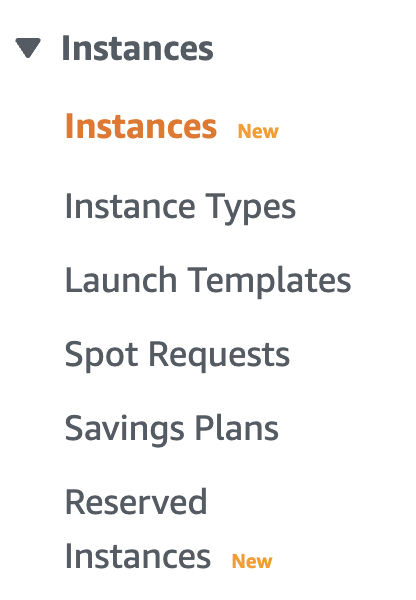 Instances
Instances New
Instance Types
Launch Templates
Spot Requests
Savings Plans
Reserved
Instances New